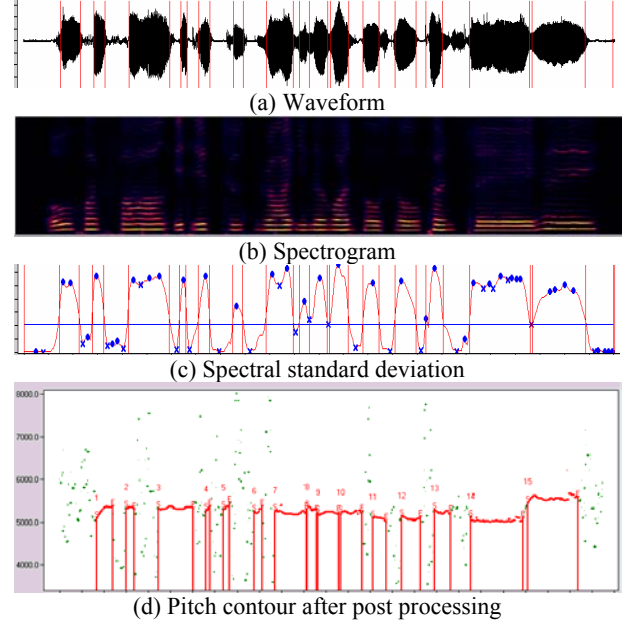 (a) Waveform
(b) Spectrogram
(c) Spectral standard deviation
8000.0
7000.0
6000.0
5000.0
4000.0
1 2 3 4 5 6 7 8 9 10 11 12 13 14 15
(d) Pitch contour after post processing